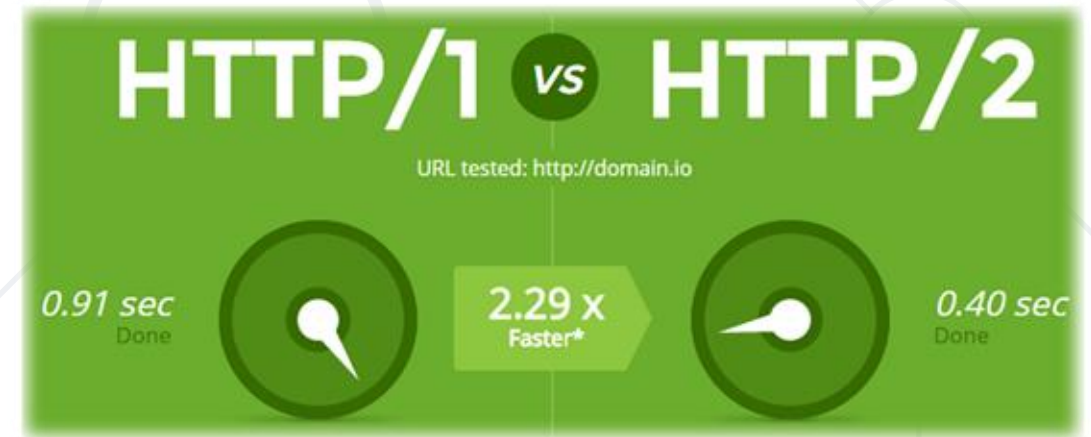 HTTP/1 vs HTTP/2
URL tested: http://domain.io
0.91 sec
Done
2.29 x
Faster*
0.40 sec
Done